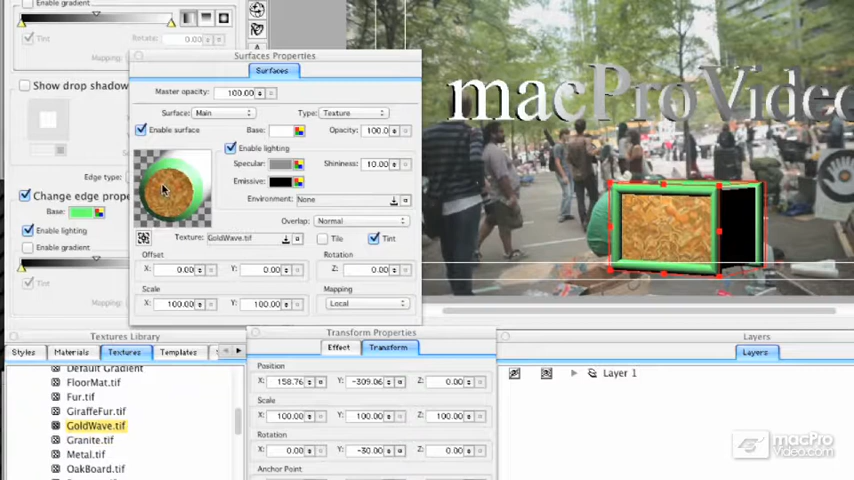 Enable gradient
Tint
Rotate: 0.00
Mapping:
Show drop shadow
Edge type:
Change edge prop
Base:
Enable lighting
Enable gradient
Tint
Mapping:
Surfaces Properties
Surfaces
Master opacity: 100.00
Surface: Main
Type: Texture
Enable surface
Base:
Opacity: 100.0
Enable lighting
Specular:
Shininess: 10.00
Emissive:
Environment: None
Overlap: Normal
Texture: GoldWave.tif
Tile
Tint
Offset
Rotation
X: 0.00
Y: 0.00
Z: 0.00
Scale
Mapping
X: 100.00
Y: 100.00
Local
macProVideo
Textures Library
Styles
Materials
Textures
Templates
Default Gradient
FloorMat.tif
Fur.tif
GiraffeFur.tif
GoldWave.tif
Granite.tif
Metal.tif
OakBoard.tif
Transform Properties
Effect
Transform
Position
X: 158.76
Y: -309.06
Z: 0.00
Scale
X: 100.00
Y: 100.00
Z: 100.00
Rotation
X: 0.00
Y: -30.00
Z: 0.00
Anchor Point
Layers
Layers
Layer 1
macPro
Video.com